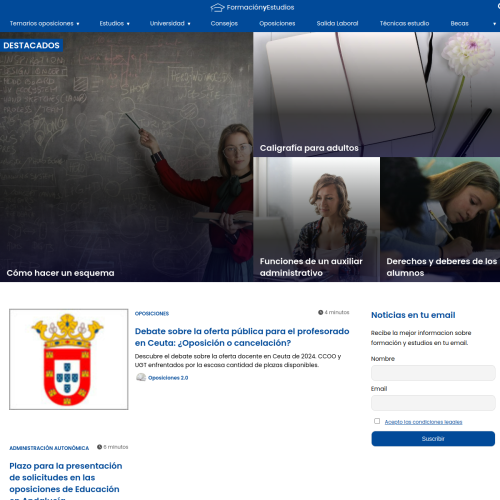 FormaciónyEstudios
Temarios oposiciones ▾ Estudios ▾ Universidad ▾ Consejos Oposiciones Salida Laboral Técnicas estudio Becas ▾
DESTACADOS
Caligrafía para adultos
Cómo hacer un esquema
Funciones de un auxiliar
administrativo
Derechos y deberes de los
alumnos
OPOSICIONES 4 minutos
Debate sobre la oferta pública para el profesorado
en Ceuta: ¿Oposición o cancelación?
Descubre el debate sobre la oferta docente en Ceuta de 2024. CCOO y
UGT enfrentados por la escasa cantidad de plazas disponibles.
Oposiciones 2.0
ADMINISTRACIÓN AUTONÓMICA 6 minutos
Plazo para la presentación
de solicitudes en las
oposiciones de Educación
en Andalucía
Noticias en tu email
Recibe la mejor informacion sobre
formación y estudios en tu email.
Nombre
Email
Acepto las condiciones legales
Suscribir